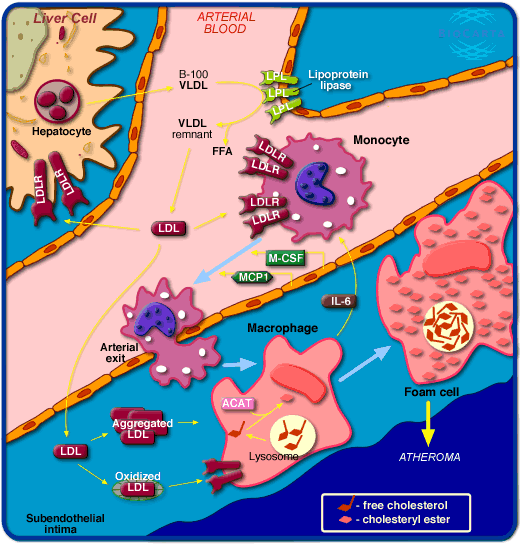 Liver Cell
ARTERIAL
BLOOD
B-100
VLDL
LPL
LPL
LPL
Lipoprotein
lipase
Hepatocyte
VLDL
remnant
FFA
Monocyte
LDLR
LDLR
LDLR
LDLR
LDLR
LDLR
LDL
M-CSF
MCP1
IL-6
Macrophage
Arterial
exit
Foam cell
ACAT
Aggregated
LDL
LDL
Lysosome
ATHEROMA
Oxidized
LDL
Subendothelial
intima
- free cholesterol
- cholesteryl ester